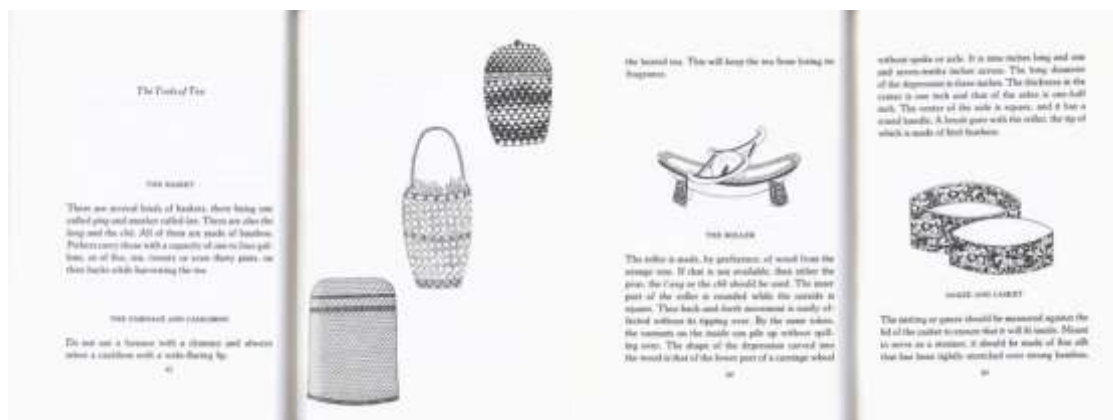 The Tools of Tea
THE BASKET
There are several kinds of baskets, there being one
called ying and another called lan. There are also the
lung and the chü. All of them are made of bamboo.
Pickers carry those with a capacity of one to four gal-
lons, or of five, ten, twenty or even thirty pints, on
their backs while harvesting the tea.
THE FURNACE AND CAULDRON
Do not use a furnace with a chimney and always
select a cauldron with a wide-flaring lip.
the heated tea. This will keep the tea from losing its
fragrance.
THE ROLLER
The roller is made, by preference, of wood from the
orange tree. If that is not available, then either the
pear, the or the should be used. The inner
part of the roller is rounded while the outside is
square. Thus back-and-forth movement is easily ef-
fected without its tipping over. By the same token,
the contents on the inside can pile up without spill-
ing over. The shape of the depression carved into
the wood is that of the lower part of a carriage wheel
without spoke or axle. It is nine inches long and one
and seven-tenths inches across. The long diameter
of the depression is three inches. The thickness at the
center is one inch and that of the sides is one-half
inch. The center of the axle is square, and it has a
round handle. A brush goes with the roller, the tip of
which is made of bird feathers.
GAUZE AND CASKET
The netting or gauze should be measured against the
lid of the casket to ensure that it will fit inside. Meant
to serve as a strainer, it should be made of fine silk
that has been tightly stretched over strong bamboo.